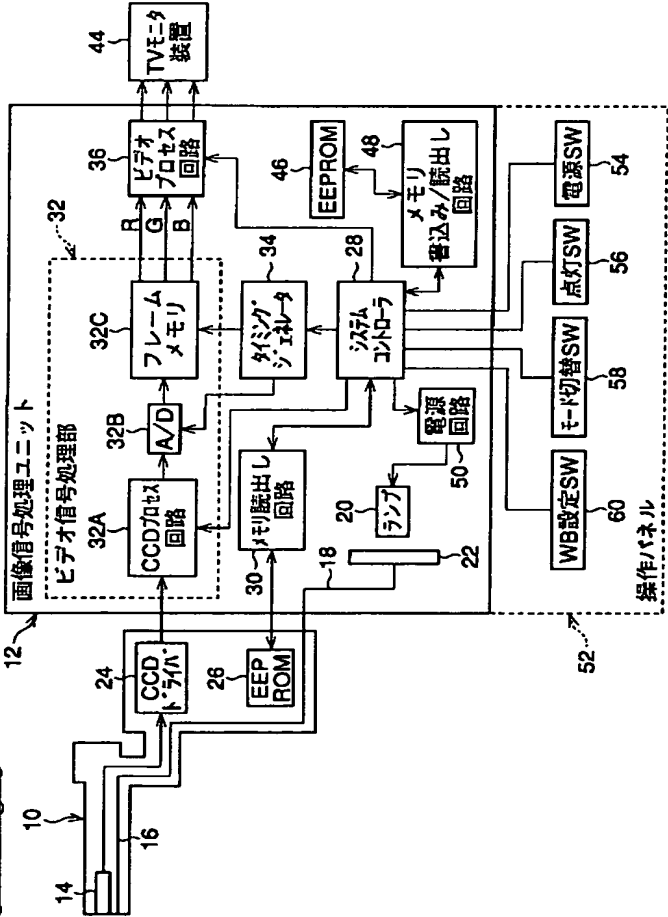 10
14
16
12
画像信号処理ユニット
32
ビデオ信号処理部
24
CCD
ドライバ
26
EEP
ROM
32A
CCDプロセス
回路
32B
A/D
32C
フレーム
メモリ
R
G
B
36
ビデオ
プロセス
回路
44
TVモニタ
装置
30
メモリ読出し
回路
34
タイミング
ジェネレータ
28
システム
コントローラ
46
EEPROM
48
メモリ
書込み/読出し
回路
18
22
20
ランプ
50
電源
回路
52
操作パネル
WB設定SW
60
モード切替SW
58
点灯SW
56
電源SW
54